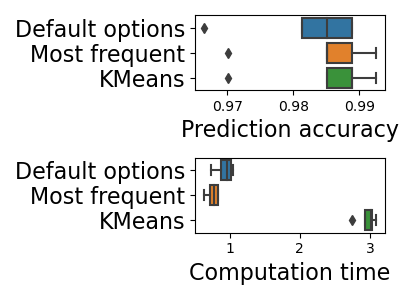 Default options
Most frequent
KMeans
0.97 0.98 0.99
Prediction accuracy
Default options
Most frequent
KMeans
1 2 3
Computation time